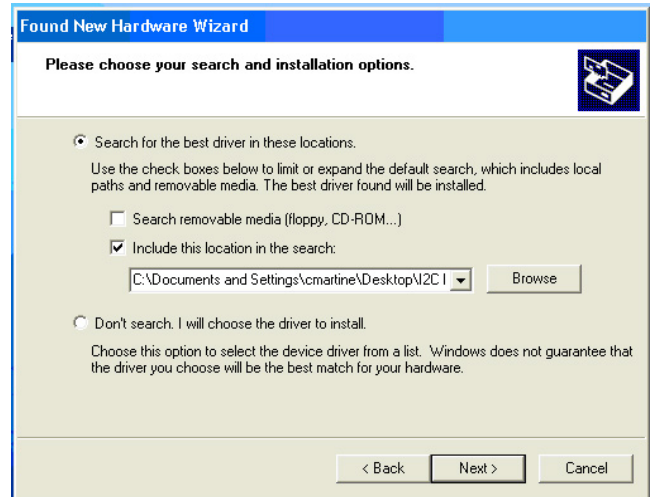 Found New Hardware Wizard
Please choose your search and installation options.
Search for the best driver in these locations.
Use the check boxes below to limit or expand the default search, which includes local
paths and removable media. The best driver found will be installed.
Search removable media (floppy, CD-ROM...)
Include this location in the search:
C:\Documents and Settings\cmartine\Desktop\I2C I
Browse
Don't search. I will choose the driver to install.
Choose this option to select the device driver from a list. Windows does not guarantee that
the driver you choose will be the best match for your hardware.
< Back Next > Cancel